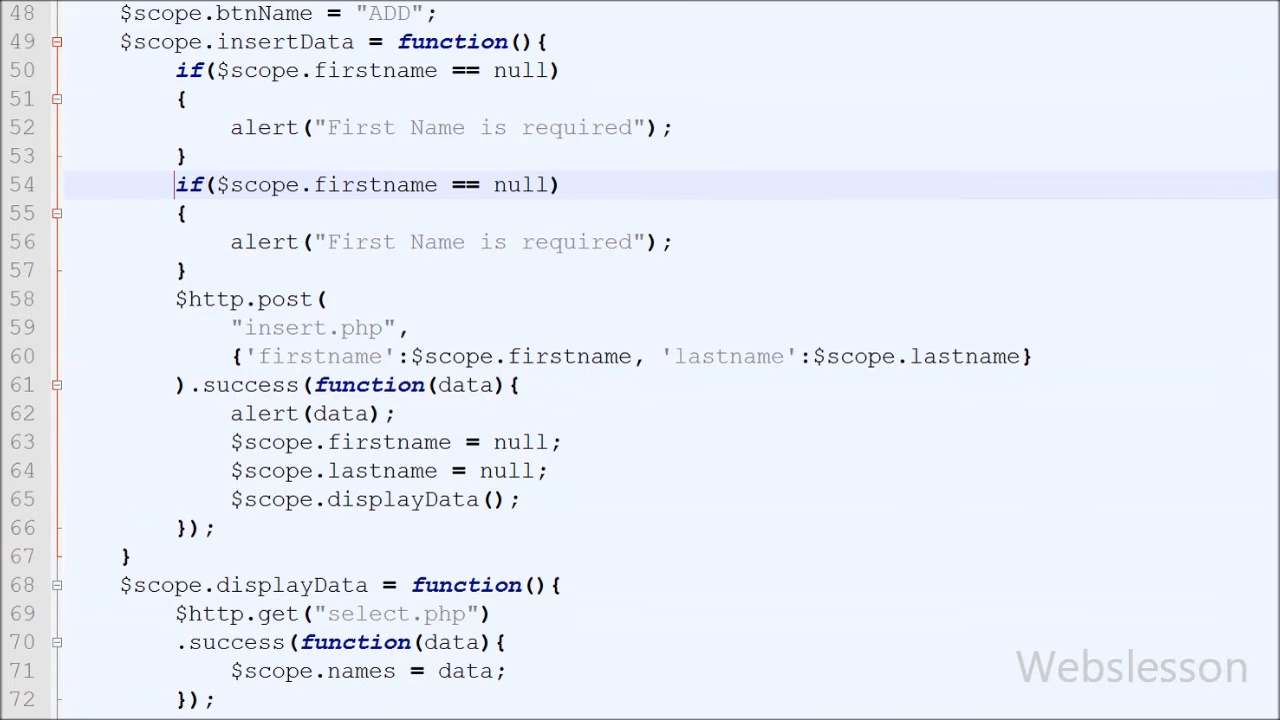 48 $scope.btnName = "ADD";
49 $scope.insertData = function(){
50 if($scope.firstname == null)
51 {
52 alert("First Name is required");
53 }
54 if($scope.firstname == null)
55 {
56 alert("First Name is required");
57 }
58 $http.post(
59 "insert.php",
60 {'firstname':$scope.firstname, 'lastname':$scope.lastname}
61 ).success(function(data){
62 alert(data);
63 $scope.firstname = null;
64 $scope.lastname = null;
65 $scope.displayData();
66 });
67 }
68 $scope.displayData = function(){
69 $http.get("select.php")
70 .success(function(data){
71 $scope.names = data;
72 });
Webslesson